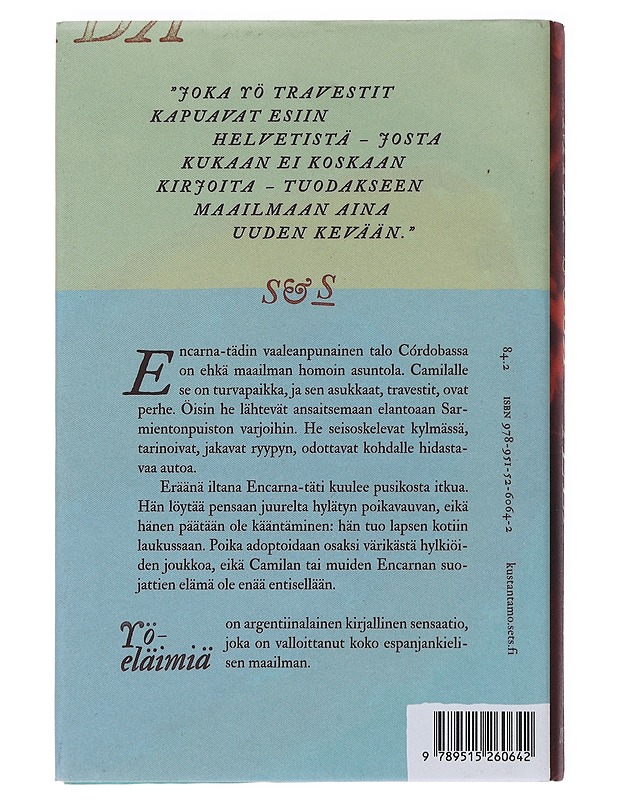 "JOKA YÖ TRAVESTIT
KAPUAVAT ESIIN
HELVETISTÄ – JOSTA
KUKAAN EI KOSKAAN
KIRJOITA – TUODAKSEEN
MAAILMAAN AINA
UUDEN KEVÄÄN."
S&S
Encarna-tädin vaaleanpunainen talo Córdobassa
on ehkä maailman homoin asuntola. Camilalle
se on turvapaikka, ja sen asukkaat, travestit, ovat
perhe. Öisin he lähtevät ansaitsemaan elantoaan Sar-
mientonpuiston varjoihin. He seisoskelevat kylmässä,
tarinoivat, jakavat ryypyn, odottavat kohdalle hidasta-
vaa autoa.
Eräänä iltana Encarna-täti kuulee pusikosta itkua.
Hän löytää pensaan juurelta hylätyn poikavauvan, eikä
hänen päätään ole kääntäminen: hän tuo lapsen kotiin
laukussaan. Poika adoptoidaan osaksi värikästä hylkiöi-
den joukkoa, eikä Camilan tai muiden Encarnan suo-
jattien elämä ole enää entisellään.
Yö-
eläimiä
on argentiinalainen kirjallinen sensaatio,
joka on valloittanut koko espanjankieli-
sen maailman.
84.2
ISBN 978-951-52-6064-2
kustantamo.sets.fi
9 789515 260642